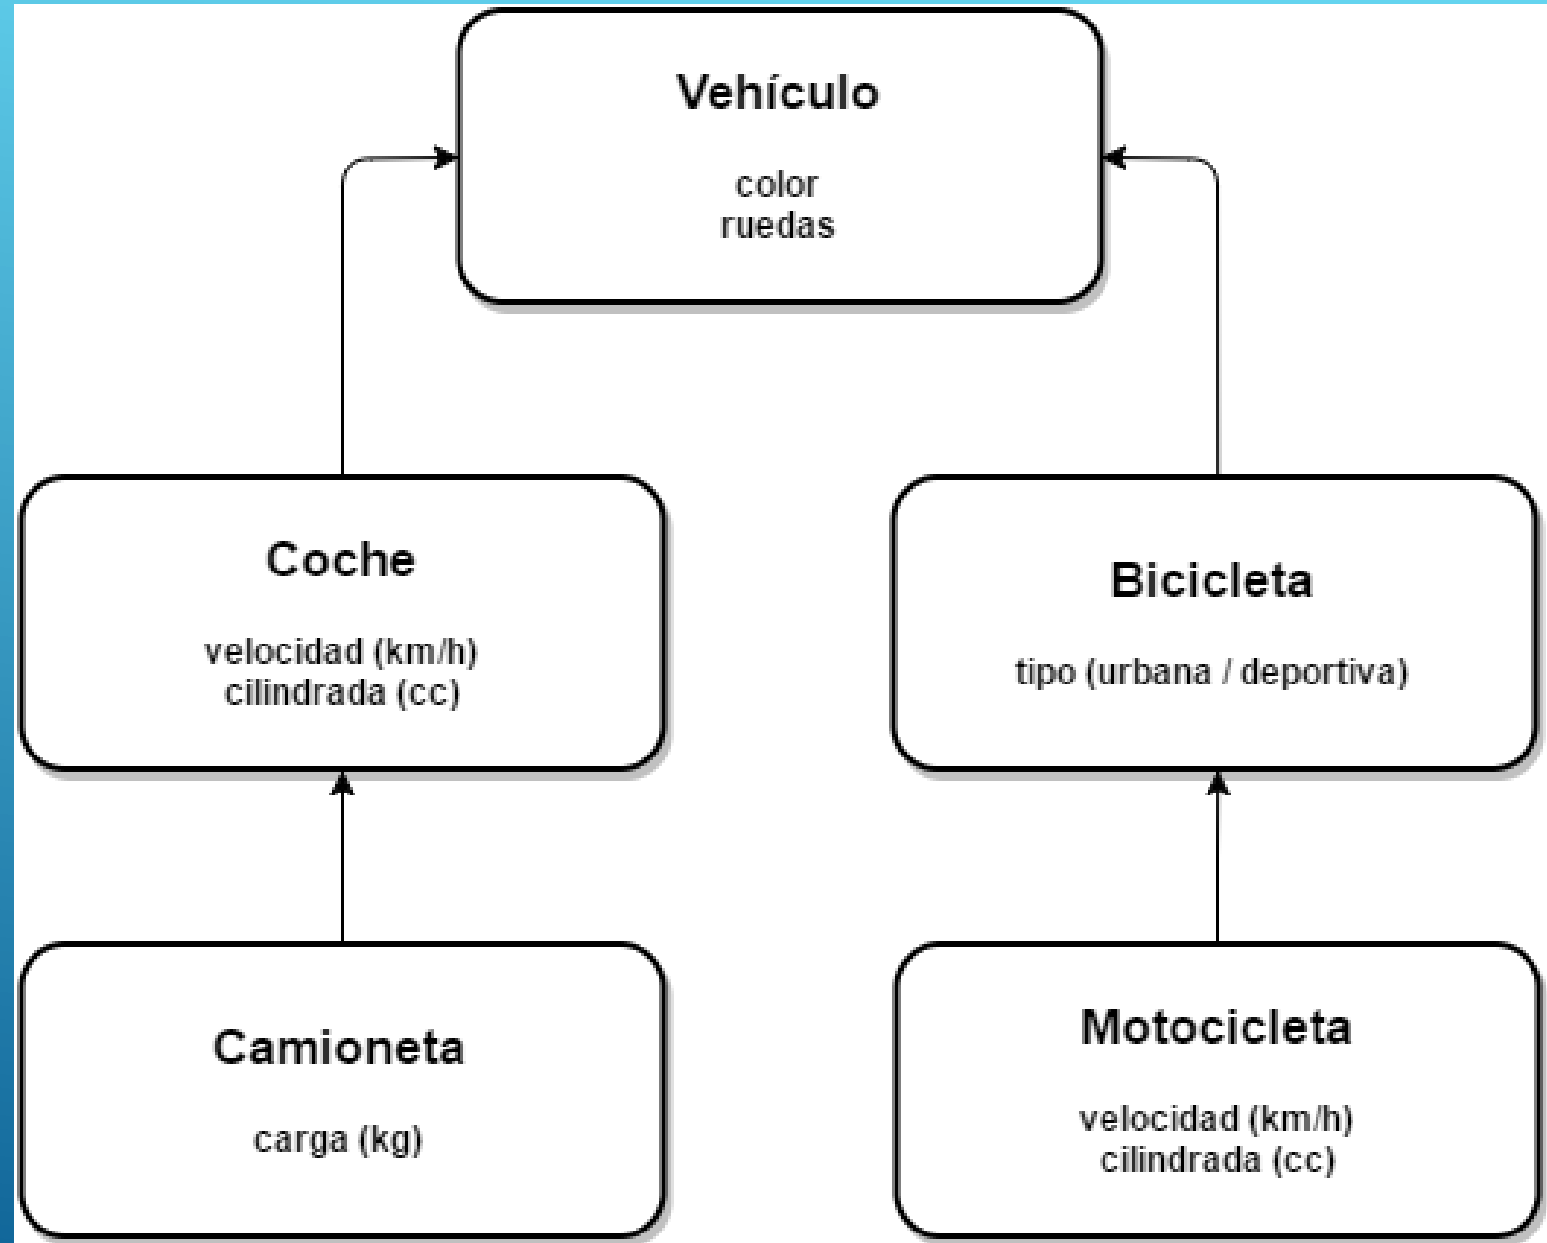 Vehículo
color
ruedas
Coche
velocidad (km/h)
cilindrada (cc)
Bicicleta
tipo (urbana / deportiva)
Camioneta
carga (kg)
Motocicleta
velocidad (km/h)
cilindrada (cc)